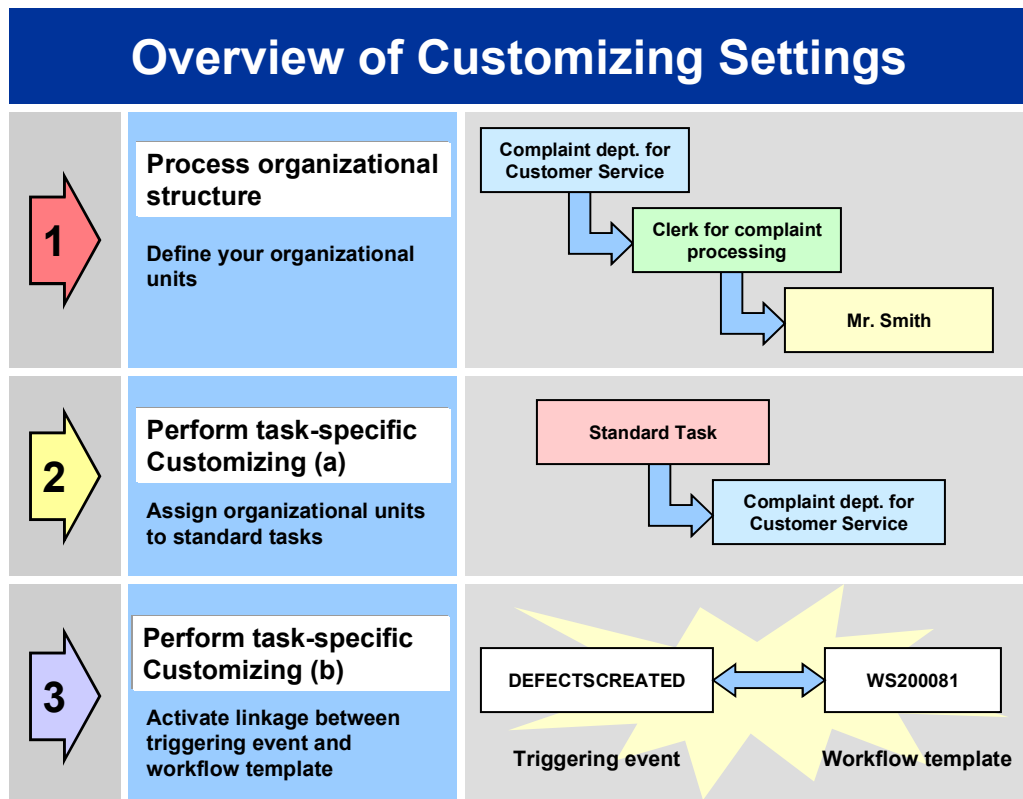 Overview of Customizing Settings
1
Process organizational
structure
Define your organizational
units
Complaint dept. for
Customer Service
Clerk for complaint
processing
Mr. Smith
2
Perform task-specific
Customizing (a)
Assign organizational units
to standard tasks
Standard Task
Complaint dept. for
Customer Service
3
Perform task-specific
Customizing (b)
Activate linkage between
triggering event and
workflow template
DEFECTSCREATED
WS200081
Triggering event
Workflow template